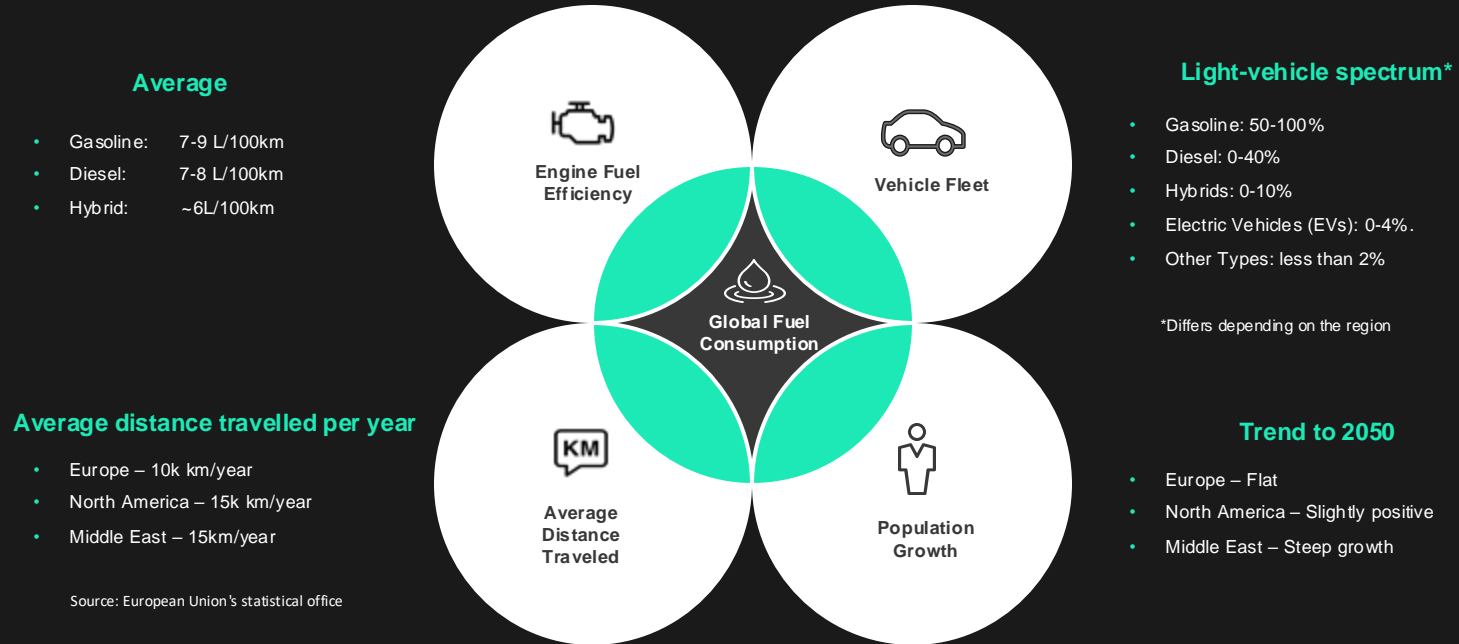 Average
• Gasoline: 7-9 L/100km
• Diesel: 7-8 L/100km
• Hybrid: ~6L/100km
Engine Fuel
Efficiency
Vehicle Fleet
Light-vehicle spectrum*
• Gasoline: 50-100%
• Diesel: 0-40%
• Hybrids: 0-10%
• Electric Vehicles (EVs): 0-4%.
• Other Types: less than 2%
*Differs depending on the region
Global Fuel
Consumption
Average distance travelled per year
• Europe – 10k km/year
• North America – 15k km/year
• Middle East – 15km/year
Source: European Union's statistical office
KM
Average
Distance
Traveled
Population
Growth
Trend to 2050
• Europe – Flat
• North America – Slightly positive
• Middle East – Steep growth